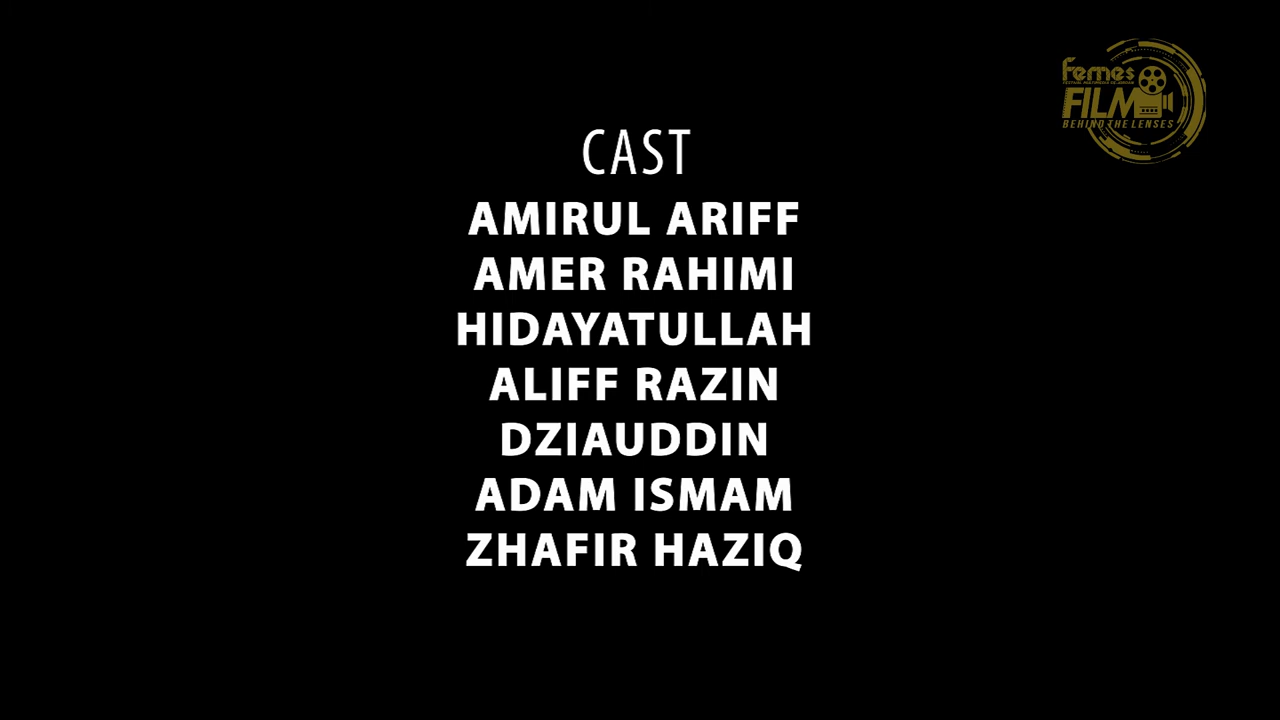 CAST
AMIRUL ARIFF
AMER RAHIMI
HIDAYATULLAH
ALIFF RAZIN
DZIAUDDIN
ADAM ISMAM
ZHAFIR HAZIQ
femes
FILM
BEHIND THE LENSES